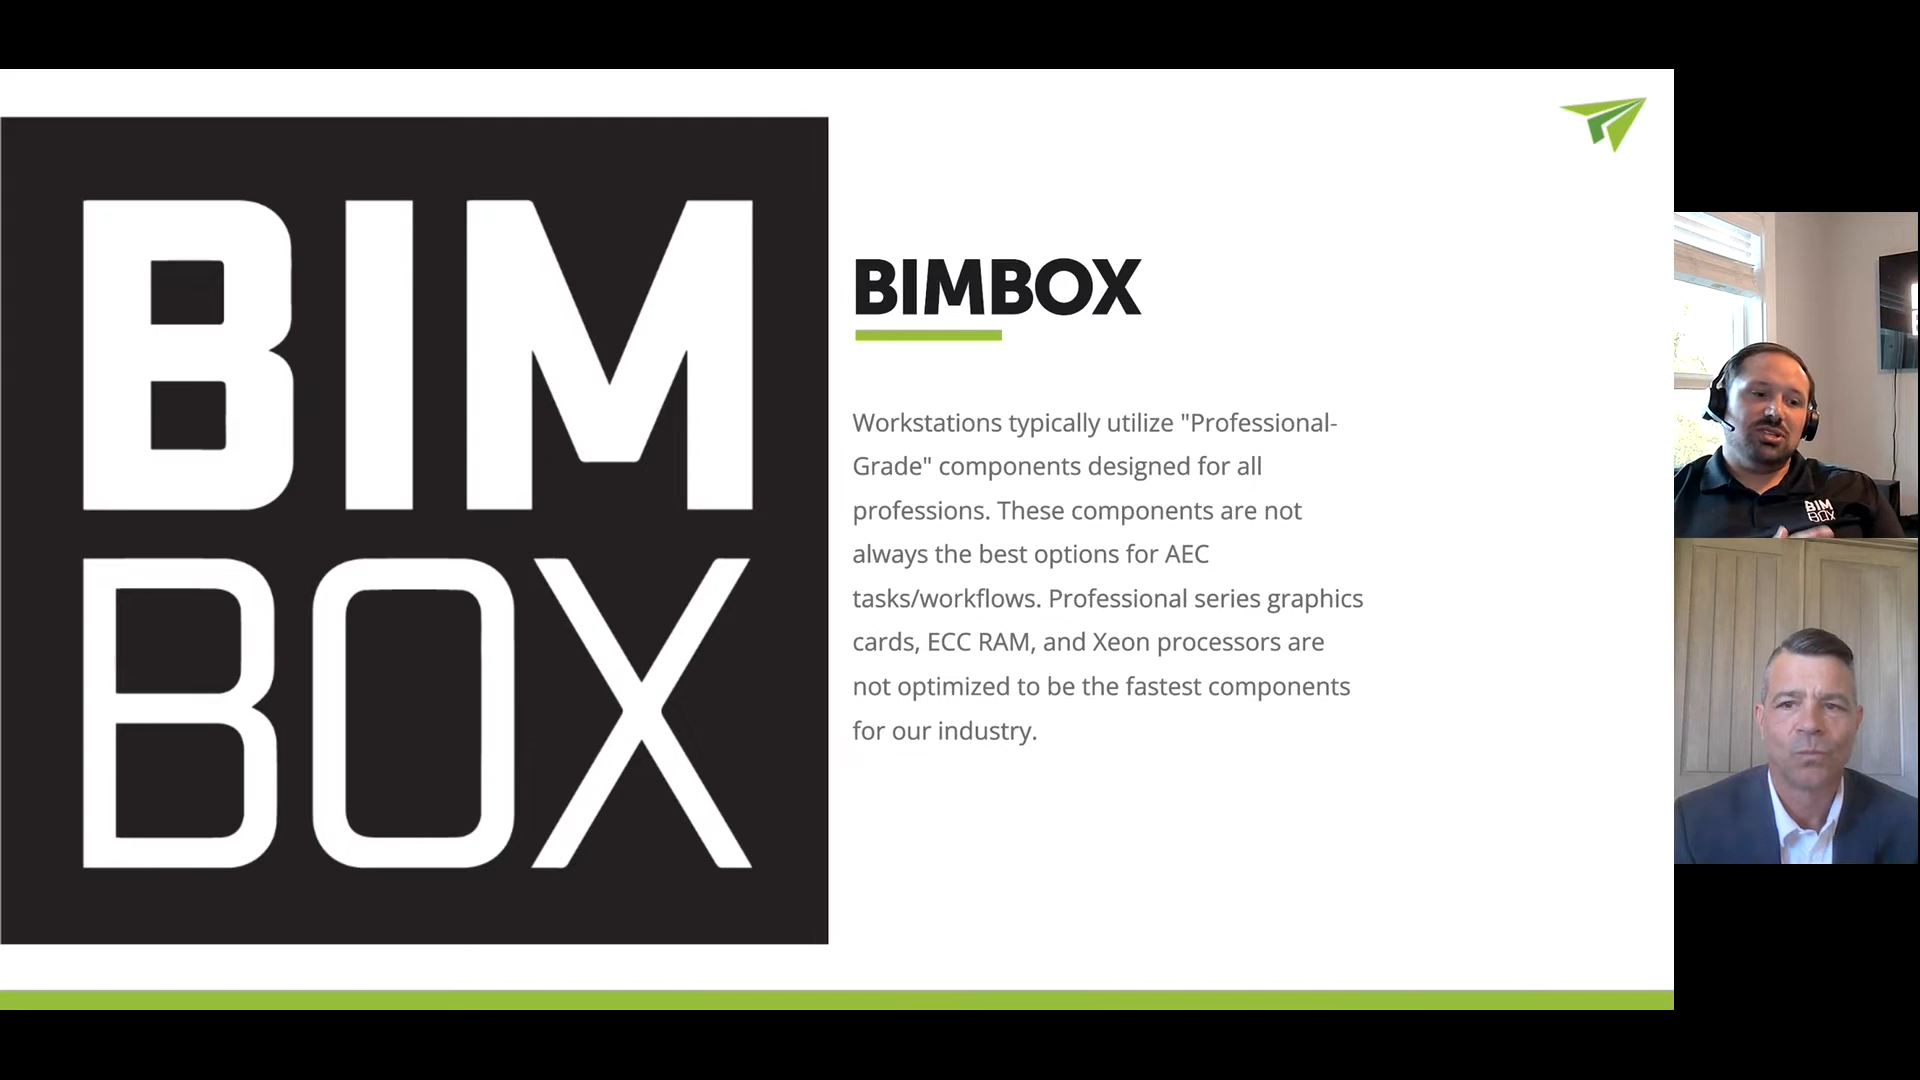 BIM
BOX
BIMBOX
Workstations typically utilize "Professional-
Grade" components designed for all
professions. These components are not
always the best options for AEC
tasks/workflows. Professional series graphics
cards, ECC RAM, and Xeon processors are
not optimized to be the fastest components
for our industry.
BIM
BOX